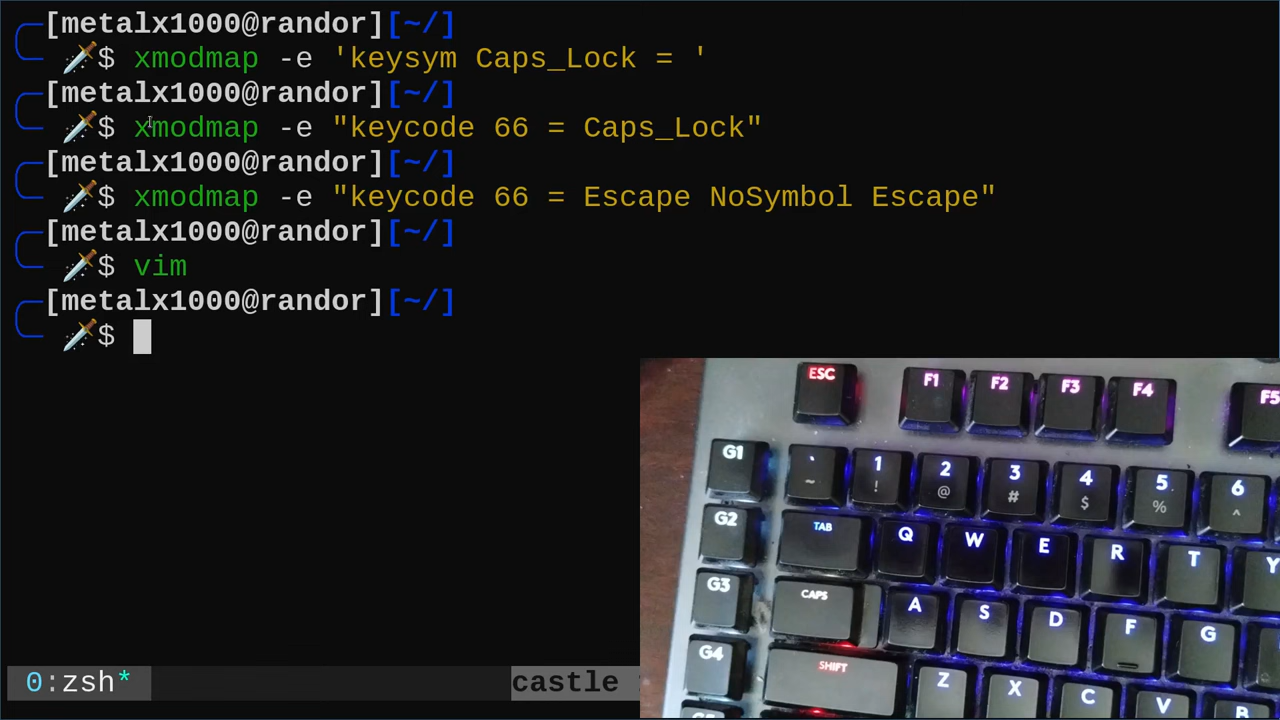 [metalx1000@randor][~/]
$ xmodmap -e 'keysym Caps_Lock = '
[metalx1000@randor][~/]
$ xmodmap -e "keycode 66 = Caps_Lock"
[metalx1000@randor][~/]
$ xmodmap -e "keycode 66 = Escape NoSymbol Escape"
[metalx1000@randor][~/]
$ vim
[metalx1000@randor][~/]
$
ESC F1 F2 F3 F4 F5
G1 ` ~ 1 ! 2 @ 3 # 4 $ 5 % 6 ^
G2 TAB Q W E R T Y
G3 CAPS A S D F G
G4 SHIFT Z X C V B
0:zsh* castle